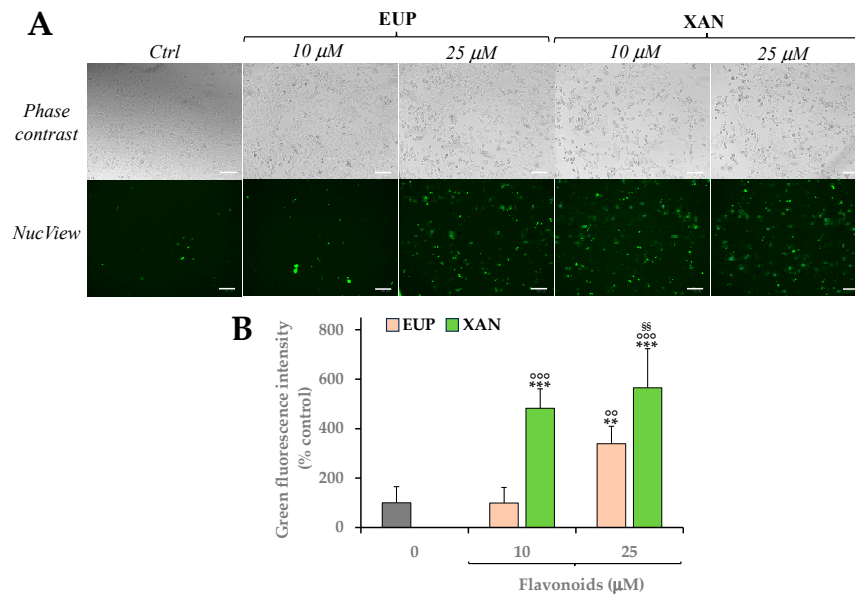 A
EUP XAN
Ctrl 10 μM 25 μM 10 μM 25 μM
Phase
contrast
NucView
B
EUP XAN
Green fluorescence intensity
(% control)
800
600
400
200
0
°°°
***
°°
**
§§
°°°
***
0 10 25
Flavonoids (μM)